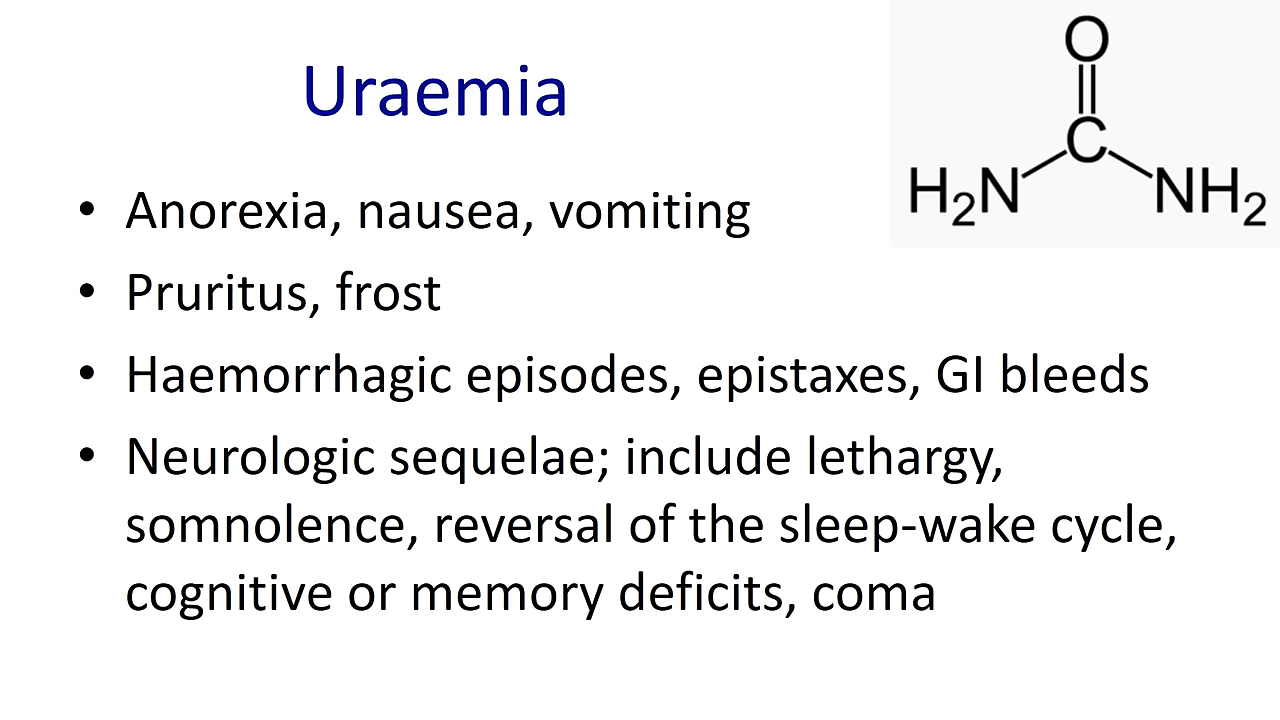 Uraemia
O
C
H₂N
NH₂
• Anorexia, nausea, vomiting
• Pruritus, frost
• Haemorrhagic episodes, epistaxes, GI bleeds
• Neurologic sequelae; include lethargy,
somnolence, reversal of the sleep-wake cycle,
cognitive or memory deficits, coma